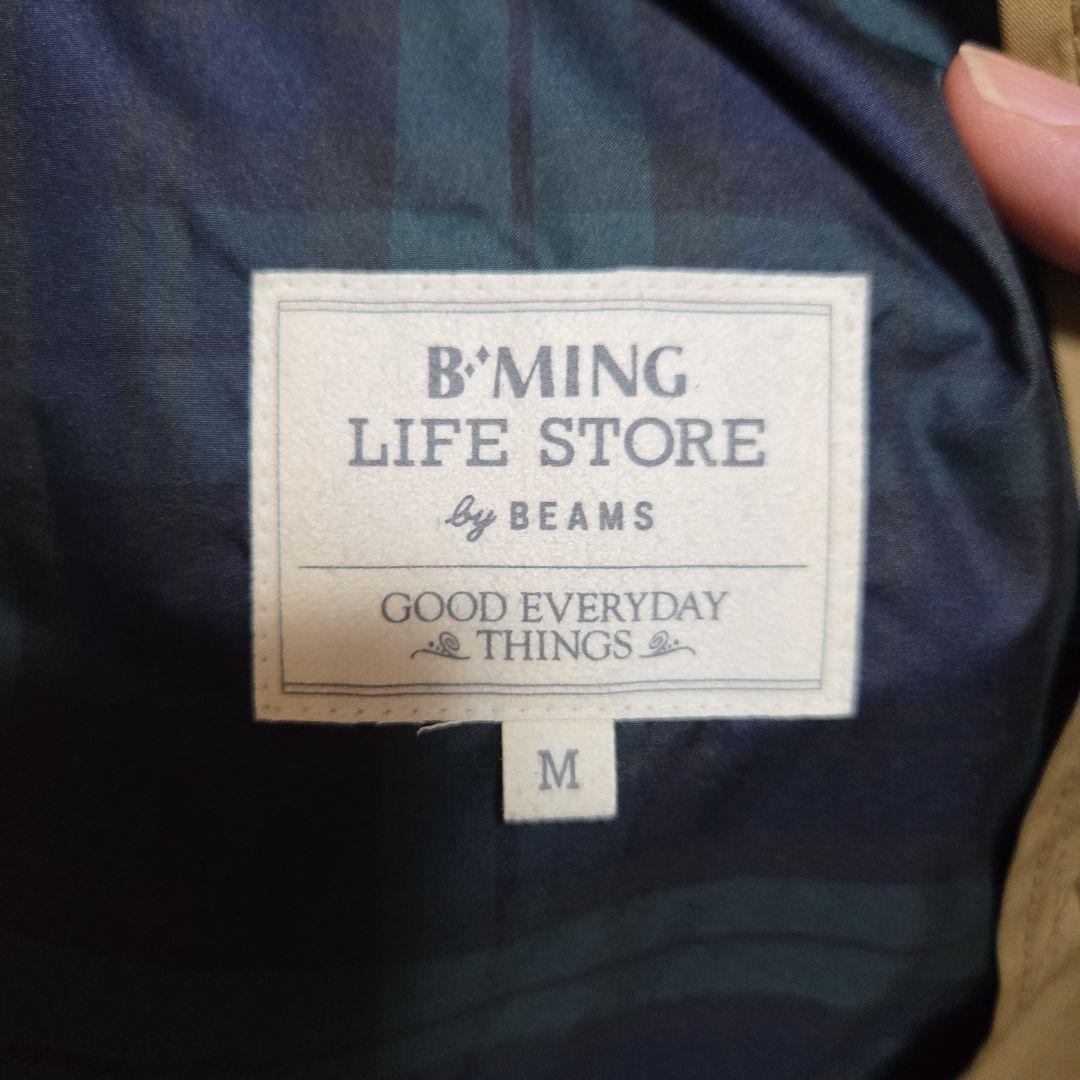 B:MING
LIFE STORE
by BEAMS
GOOD EVERYDAY
THINGS
M